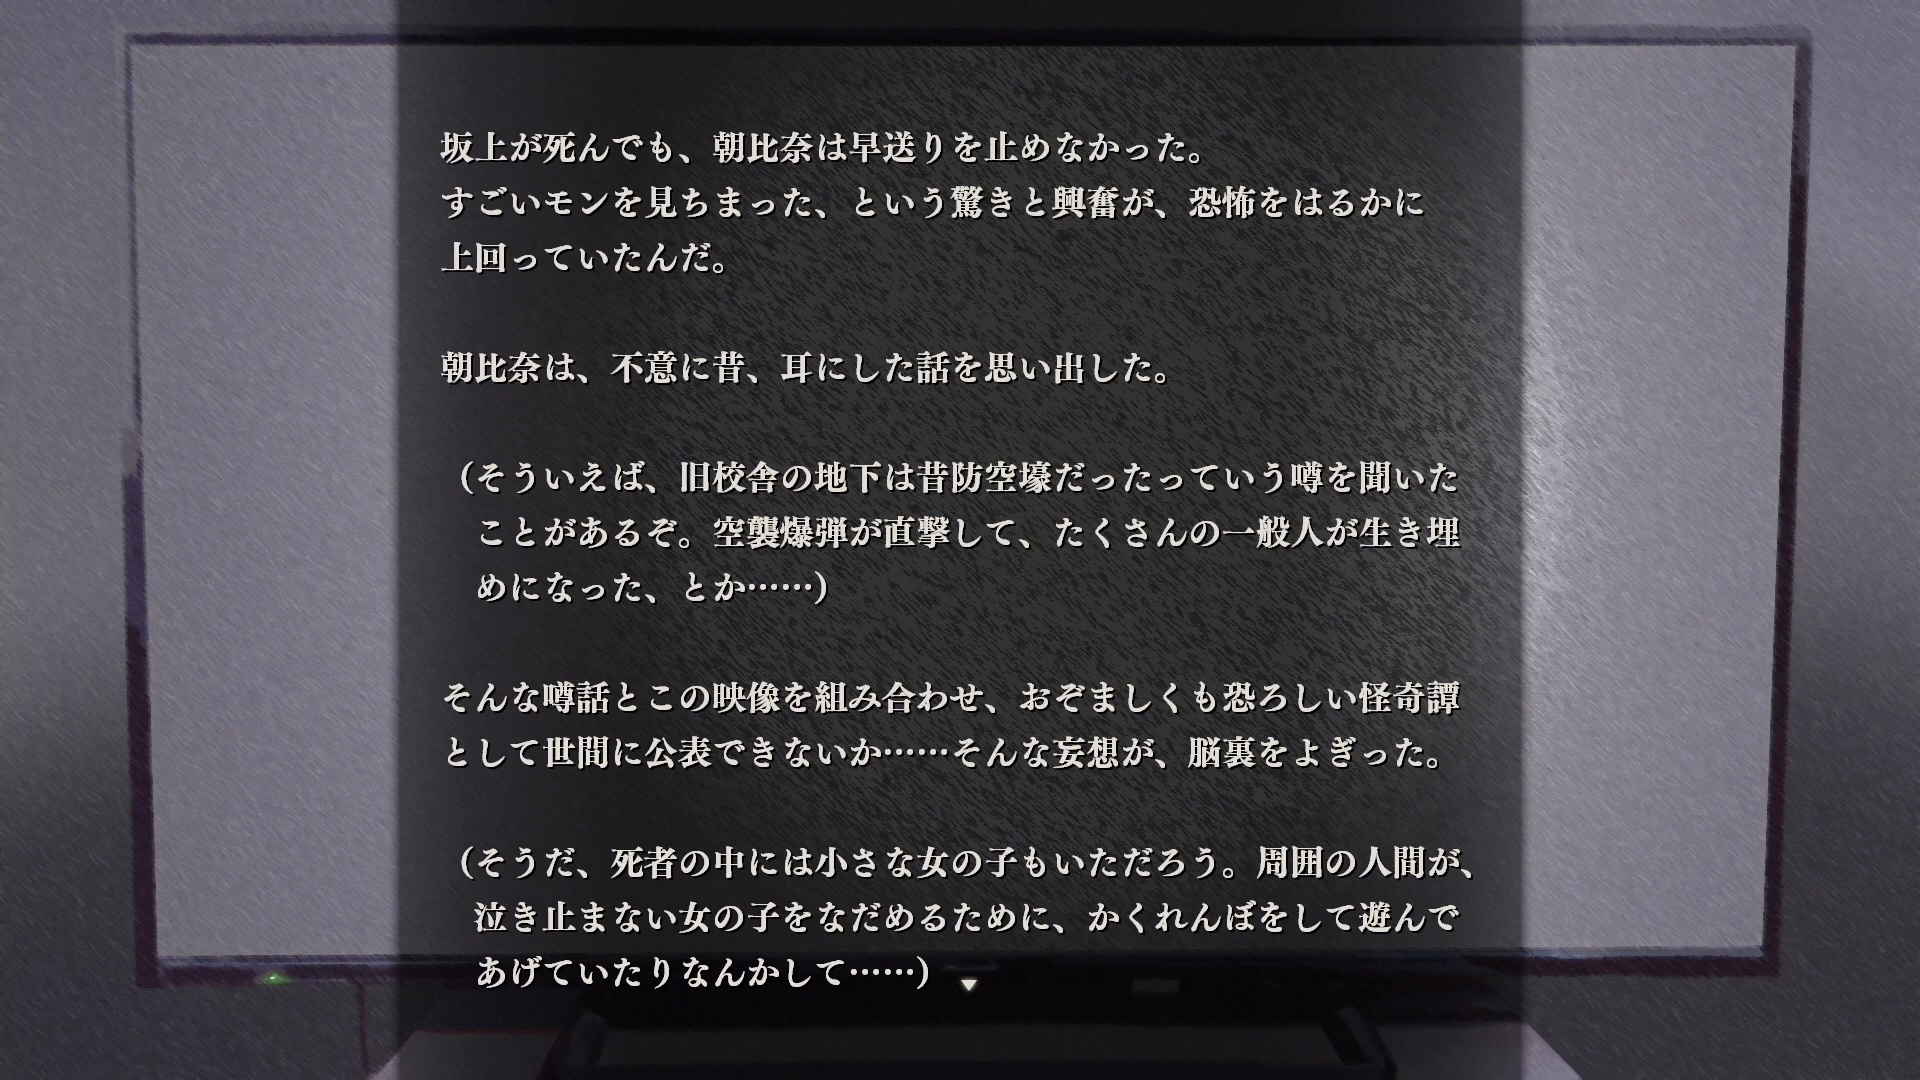 坂上が死んでも、朝比奈は早送りを止めなかった。
すごいモンを見ちまった、という驚きと興奮が、恐怖をはるかに
上回っていたんだ。
朝比奈は、不意に昔、耳にした話を思い出した。
（そういえば、旧校舎の地下は昔防空壕だったっていう噂を聞いた
ことがあるぞ。空襲爆弾が直撃して、たくさんの一般人が生き埋
めになった、とか……）
そんな噂話とこの映像を組み合わせ、おぞましくも恐ろしい怪奇譚
として世間に公表できないか……そんな妄想が、脳裏をよぎった。
（そうだ、死者の中には小さな女の子もいただろう。周囲の人間が、
泣き止まない女の子をなだめるために、かくれんぼをして遊んで
あげていたりなんかして……）